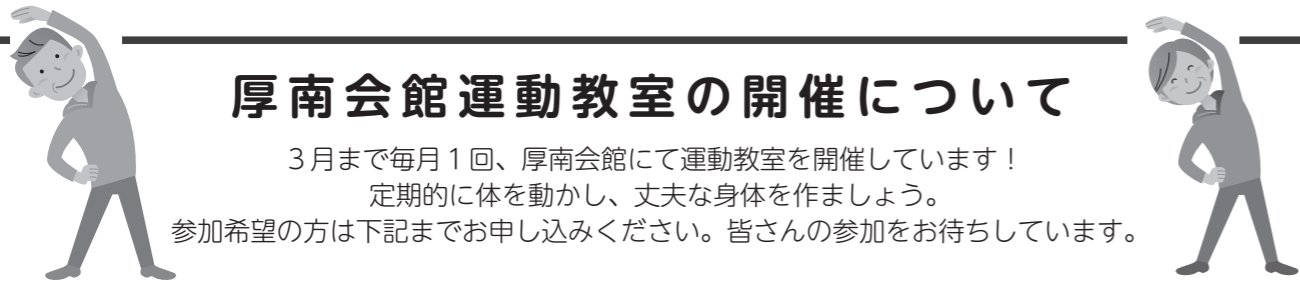 厚南会館運動教室の開催について
３月まで毎月１回、厚南会館にて運動教室を開催しています！
定期的に体を動かし、丈夫な身体を作ましょう。
参加希望の方は下記までお申し込みください。皆さんの参加をお待ちしています。